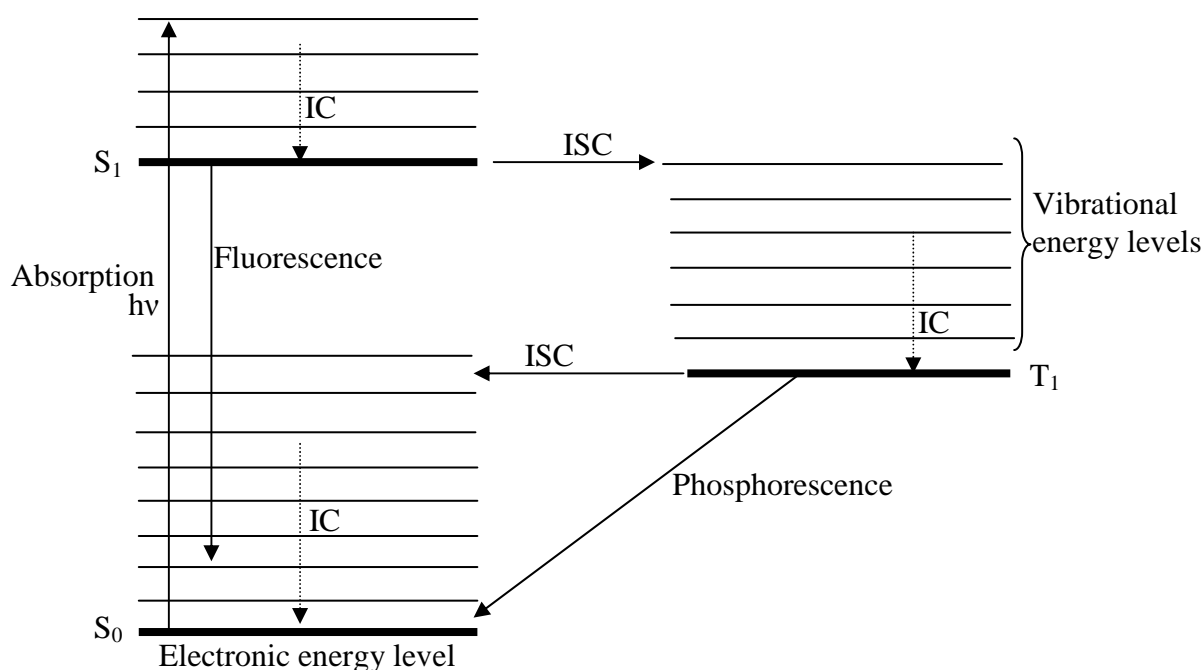 IC
S₁
ISC
Vibrational
energy levels
Fluorescence
Absorption
hν
IC
ISC
T₁
Phosphorescence
IC
S₀
Electronic energy level